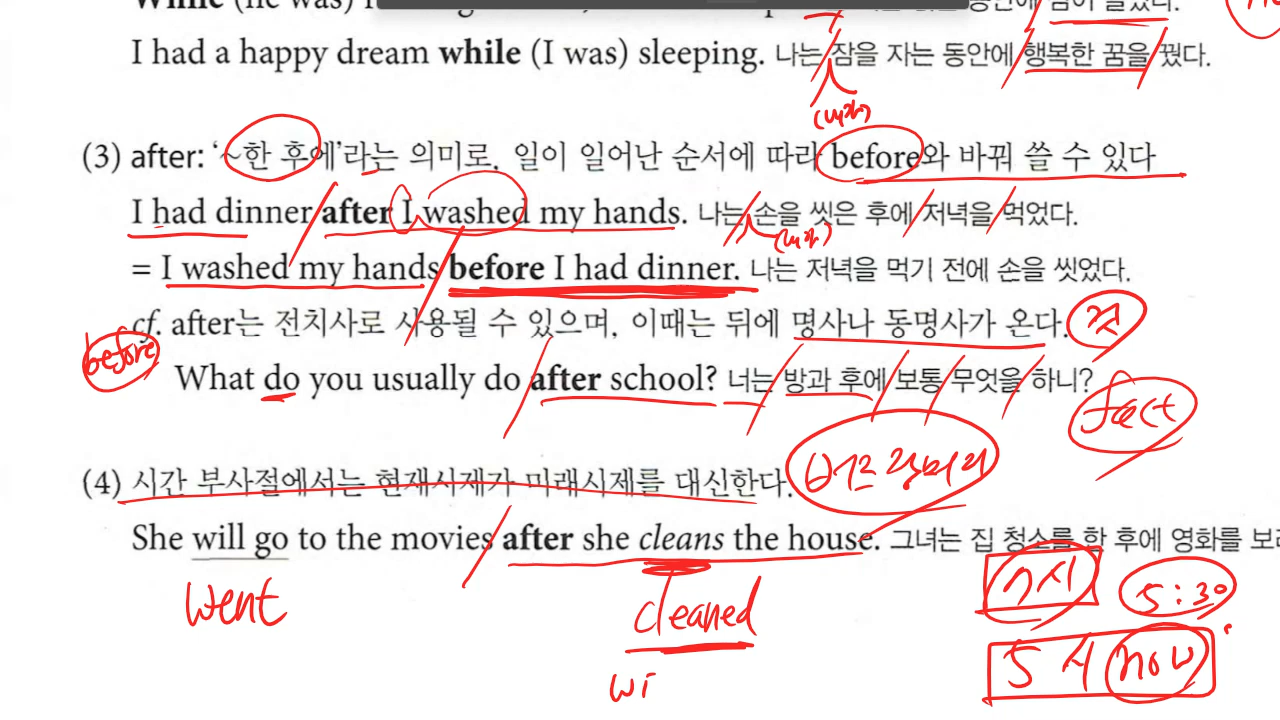 While (he was)
I had a happy dream while (I was) sleeping. 나는 잠을 자는 동안에 행복한 꿈을 꿨다.
(내가)
(3) after: ‘~한 후에’라는 의미로, 일이 일어난 순서에 따라 before와 바꿔 쓸 수 있다
I had dinner after I washed my hands. 나는 손을 씻은 후에 저녁을 먹었다.
(내가)
= I washed my hands before I had dinner. 나는 저녁을 먹기 전에 손을 씻었다.
cf. after는 전치사로 사용될 수 있으며, 이때는 뒤에 명사나 동명사가 온다. 것
before
What do you usually do after school? 너는 방과 후에 보통 무엇을 하니?
fact
(4) 시간 부사절에서는 현재시제가 미래시제를 대신한다.
She will go to the movies after she cleans the house. 그녀는 집 청소를 한 후에 영화를 보러
went cleaned 7시 5:30
wi 5시 now